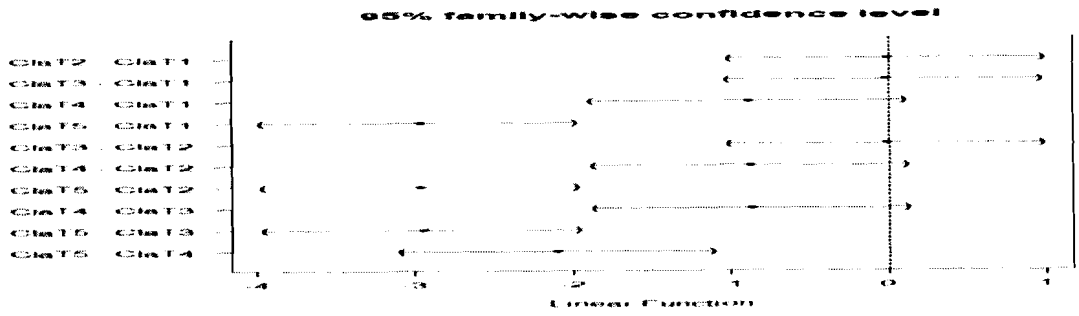 95% family-wise confidence level
ClaT2 - ClaT1
ClaT3 - ClaT1
ClaT4 - ClaT1
ClaT5 - ClaT1
ClaT3 - ClaT2
ClaT4 - ClaT2
ClaT5 - ClaT2
ClaT4 - ClaT3
ClaT5 - ClaT3
ClaT5 - ClaT4
-4 -3 -2 -1 0 1
Linear Function